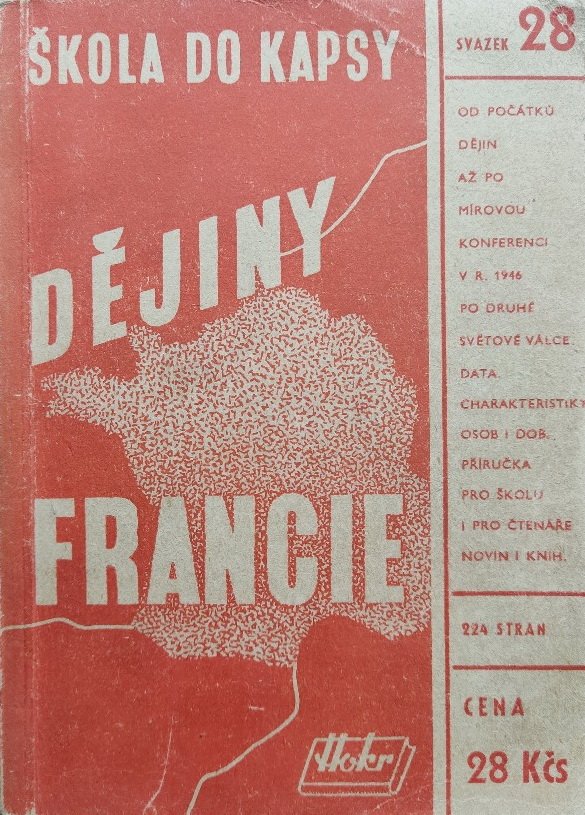 ŠKOLA DO KAPSY
DĚJINY
FRANCIE
Hokr
SVAZEK 28
OD POČÁTKŮ
DĚJIN
AŽ PO
MÍROVOU
KONFERENCI
V R. 1946
PO DRUHÉ
SVĚTOVÉ VÁLCE.
DATA.
CHARAKTERISTIKY
OSOB I DOB.
PŘÍRUČKA
PRO ŠKOLU
I PRO ČTENÁŘE
NOVIN I KNIH.
224 STRAN
CENA
28 Kčs